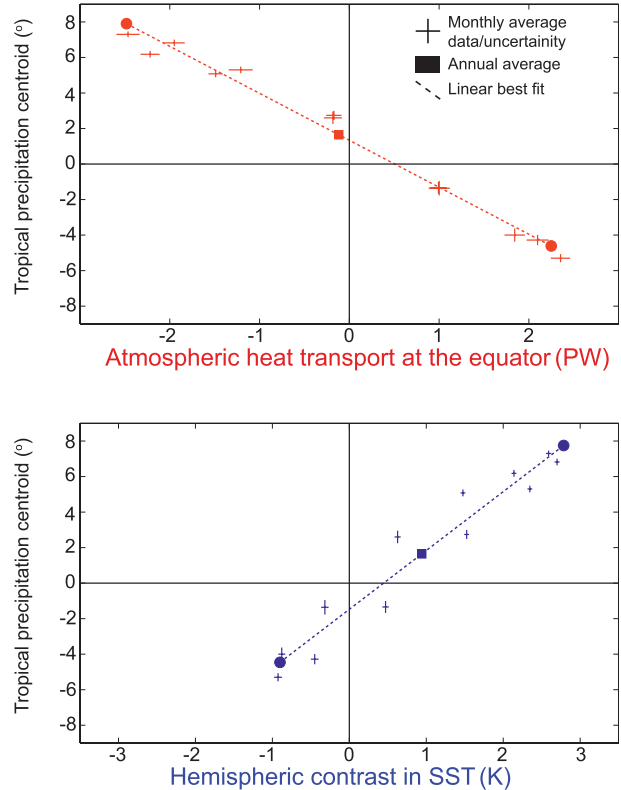 8
6
4
2
0
-2
-4
-6
-8
Tropical precipitation centroid (º)
Monthly average
data/uncertainity
Annual average
Linear best fit
-2 -1 0 1 2
Atmospheric heat transport at the equator (PW)
8
6
4
2
0
-2
-4
-6
-8
Tropical precipitation centroid (º)
-3 -2 -1 0 1 2 3
Hemispheric contrast in SST (K)